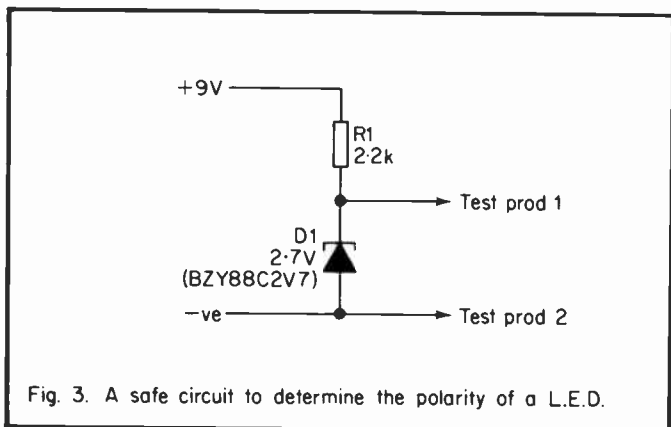 +9V
R1
2·2k
Test prod 1
D1
2·7V
(BZY88C2V7)
-ve
Test prod 2
Fig. 3. A safe circuit to determine the polarity of a L.E.D.